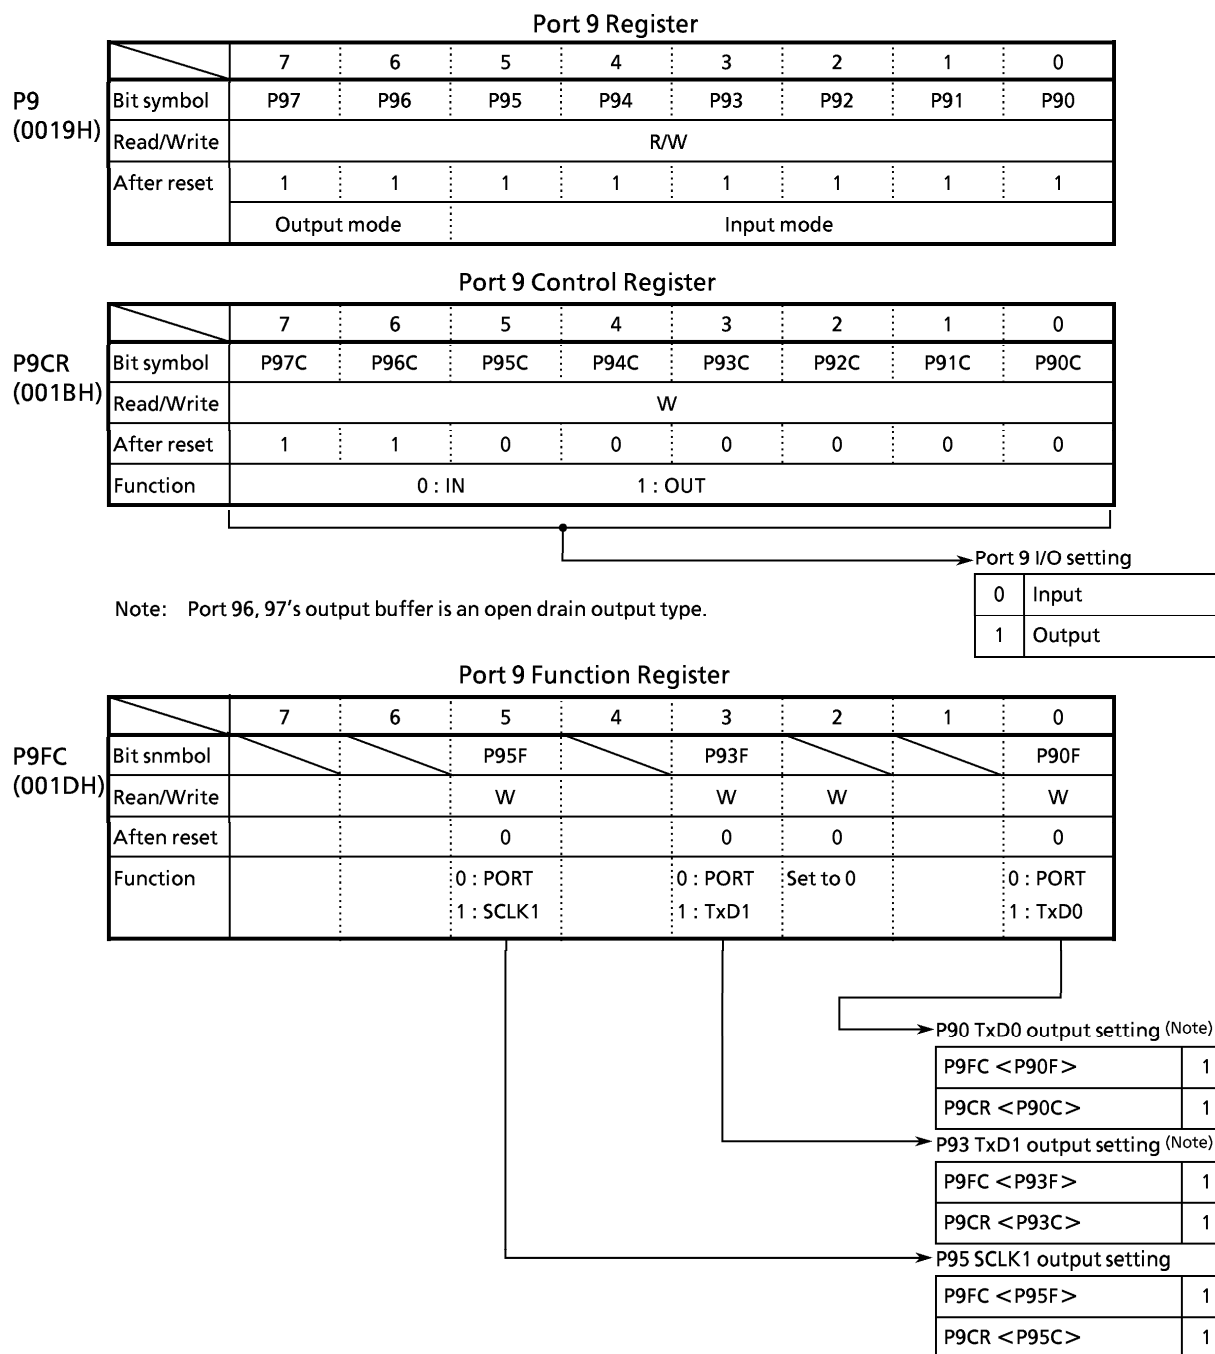 Port 9 Register
7 6 5 4 3 2 1 0
P9
(0019H)
Bit symbol P97 P96 P95 P94 P93 P92 P91 P90
Read/Write R/W
After reset 1 1 1 1 1 1 1 1
Output mode Input mode
Port 9 Control Register
7 6 5 4 3 2 1 0
P9CR
(001BH)
Bit symbol P97C P96C P95C P94C P93C P92C P91C P90C
Read/Write W
After reset 1 1 0 0 0 0 0 0
Function 0 : IN 1 : OUT
Port 9 I/O setting
0 Input
1 Output
Note: Port 96, 97's output buffer is an open drain output type.
Port 9 Function Register
7 6 5 4 3 2 1 0
P9FC
(001DH)
Bit snmbol P95F P93F P90F
Rean/Write W W W W
Aften reset 0 0 0 0
Function 0 : PORT 0 : PORT Set to 0 0 : PORT
1 : SCLK1 1 : TxD1 1 : TxD0
P90 TxD0 output setting (Note)
P9FC <P90F> 1
P9CR <P90C> 1
P93 TxD1 output setting (Note)
P9FC <P93F> 1
P9CR <P93C> 1
P95 SCLK1 output setting
P9FC <P95F> 1
P9CR <P95C> 1